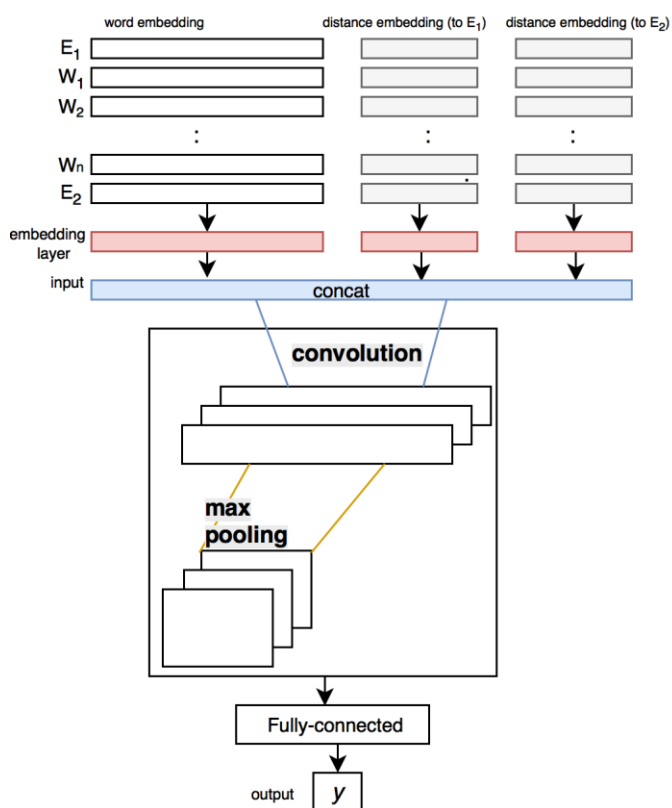 word embedding
distance embedding (to E₁)
distance embedding (to E₂)
E₁
W₁
W₂
:
:
:
Wn
E₂
embedding
layer
input
concat
convolution
max
pooling
Fully-connected
output
y